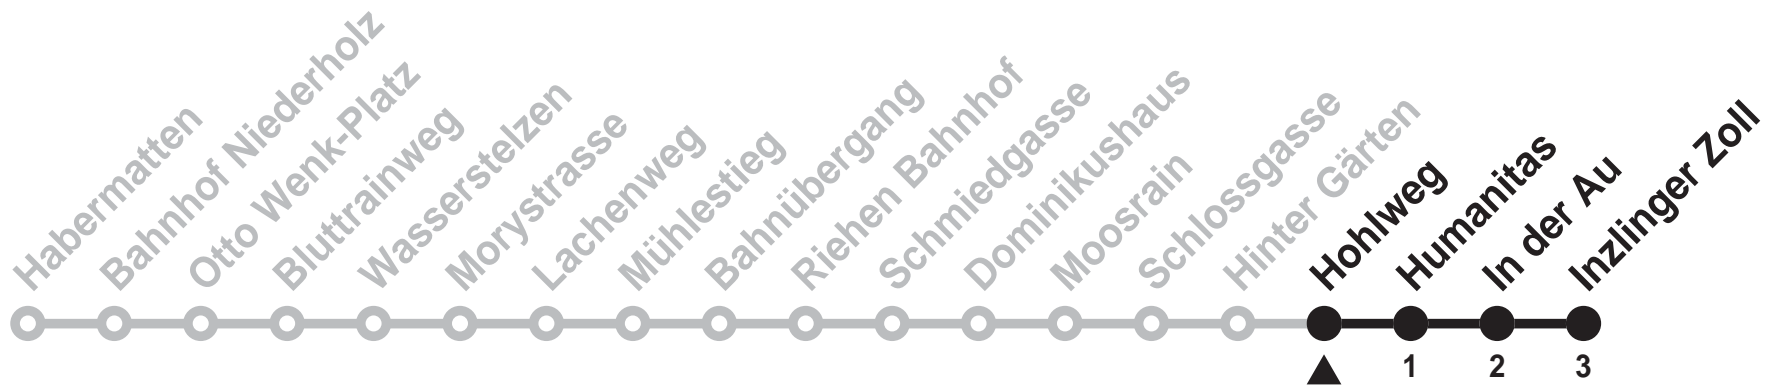 Habermatten
Bahnhof Niederholz
Otto Wenk-Platz
Bluttrainweg
Wasserstelzen
Morystrasse
Lachenweg
Mühlestieg
Bahnübergang
Riehen Bahnhof
Schmiedgasse
Dominikushaus
Moosrain
Schlossgasse
Hinter Gärten
Hohlweg
Humanitas
In der Au
Inzlinger Zoll
1 2 3